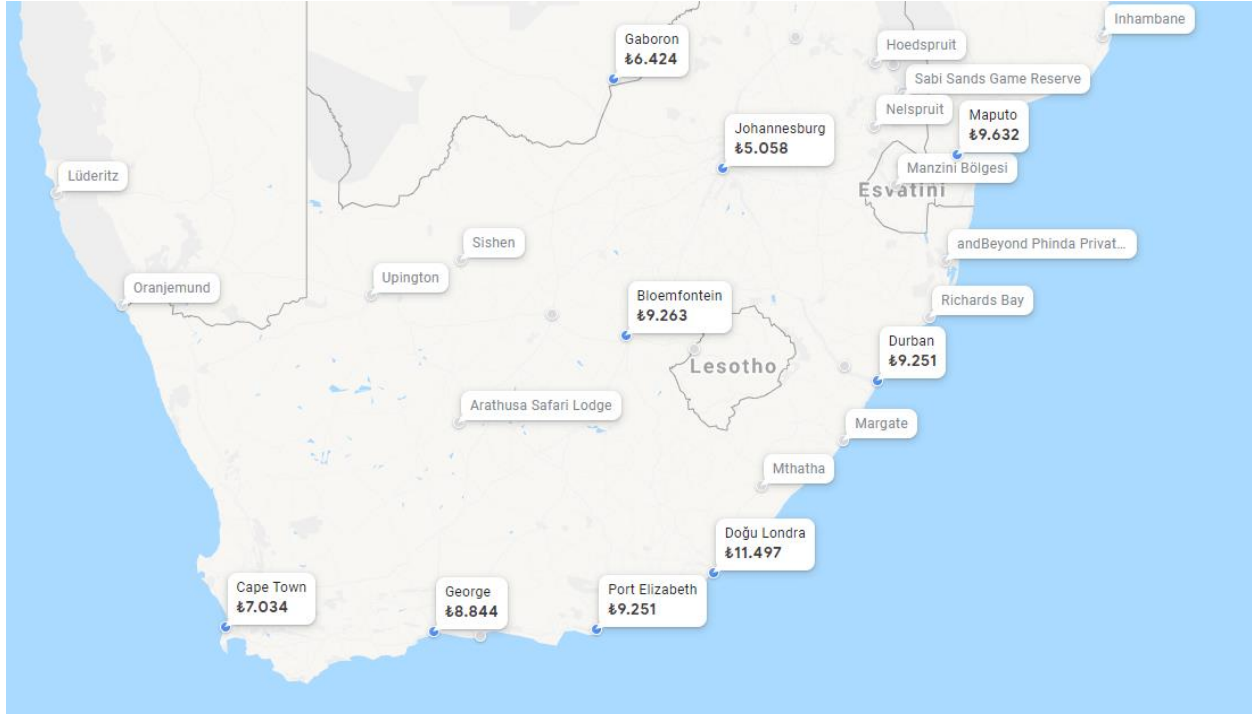 Inhambane
Gaboron
₺6.424
Hoedspruit
Sabi Sands Game Reserve
Nelspruit
Maputo
₺9.632
Johannesburg
₺5.058
Manzini Bölgesi
Esvatini
Lüderitz
Sishen
andBeyond Phinda Privat...
Upington
Oranjemund
Bloemfontein
₺9.263
Richards Bay
Durban
₺9.251
Lesotho
Arathusa Safari Lodge
Margate
Mthatha
Doğu Londra
₺11.497
Cape Town
₺7.034
George
₺8.844
Port Elizabeth
₺9.251